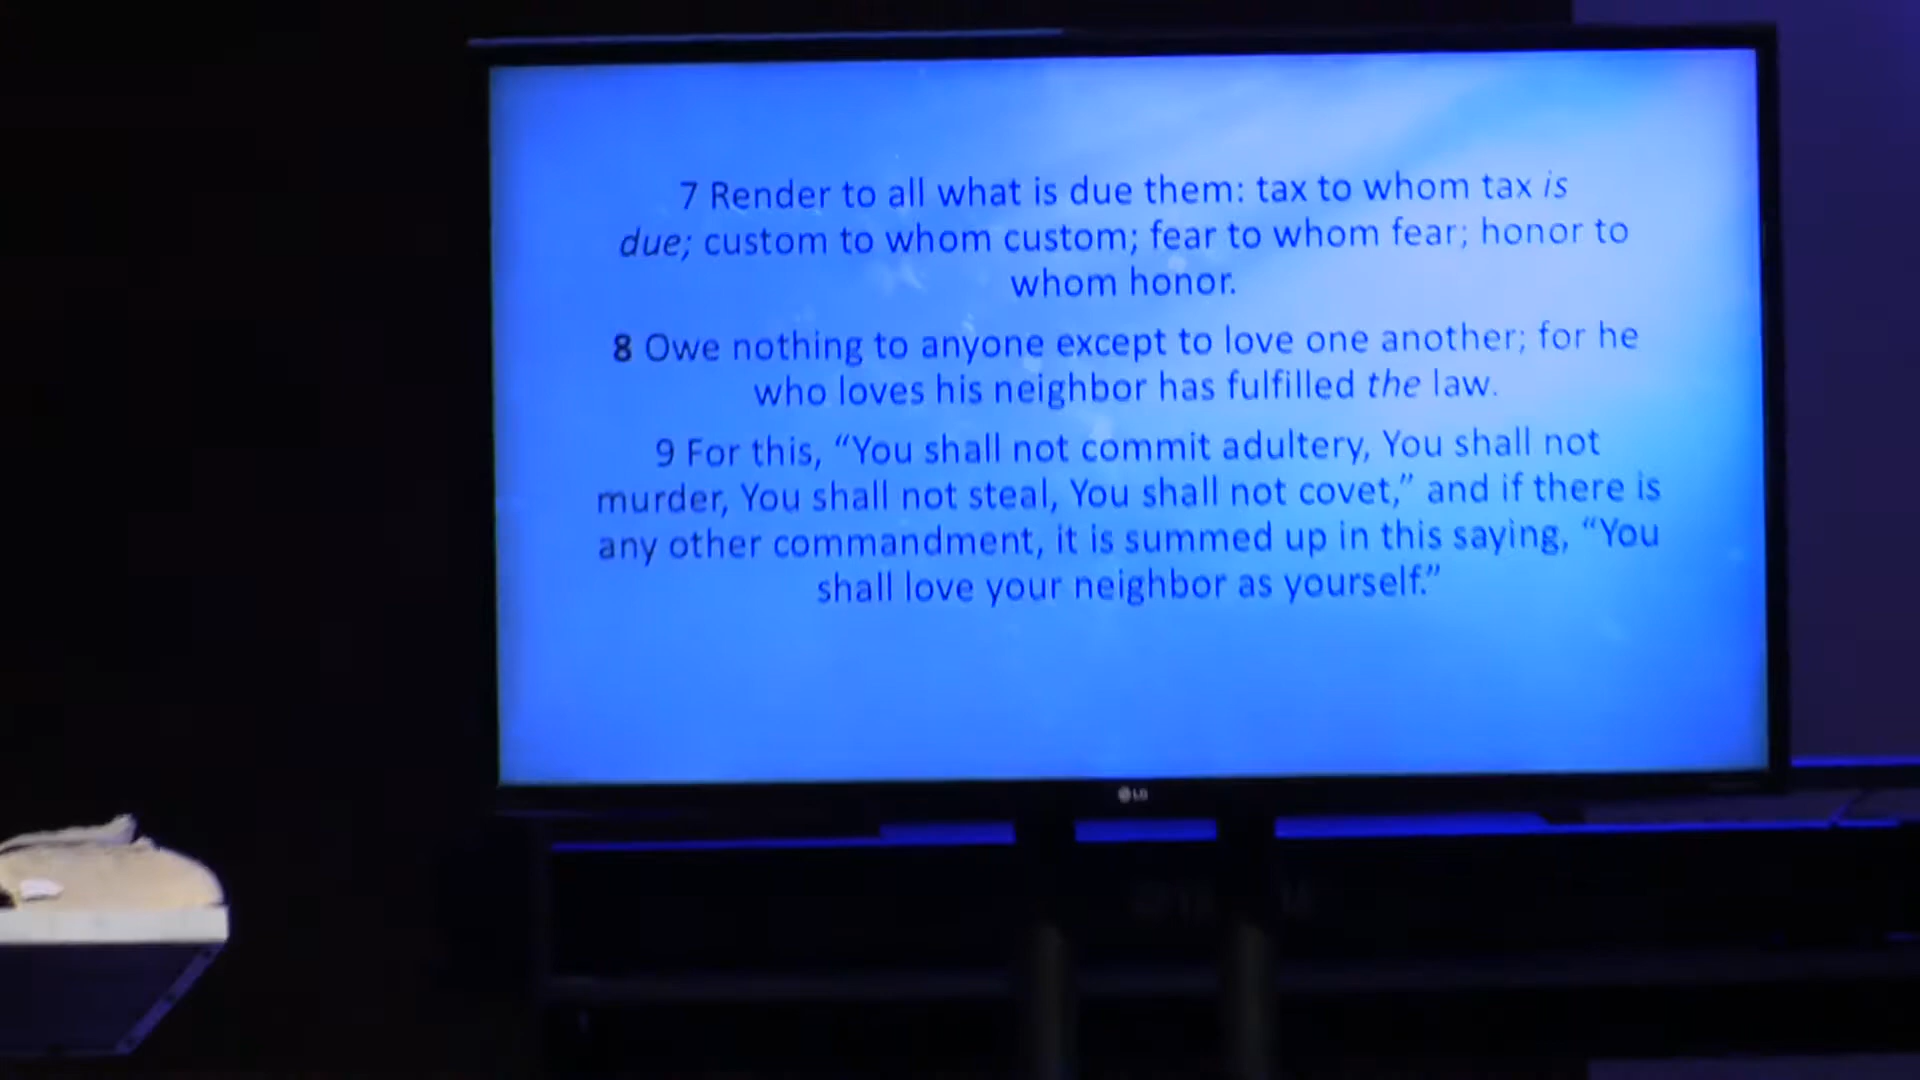 7 Render to all what is due them: tax to whom tax is
due; custom to whom custom; fear to whom fear; honor to
whom honor.
8 Owe nothing to anyone except to love one another; for he
who loves his neighbor has fulfilled the law.
9 For this, “You shall not commit adultery, You shall not
murder, You shall not steal, You shall not covet,” and if there is
any other commandment, it is summed up in this saying, “You
shall love your neighbor as yourself.”
LG